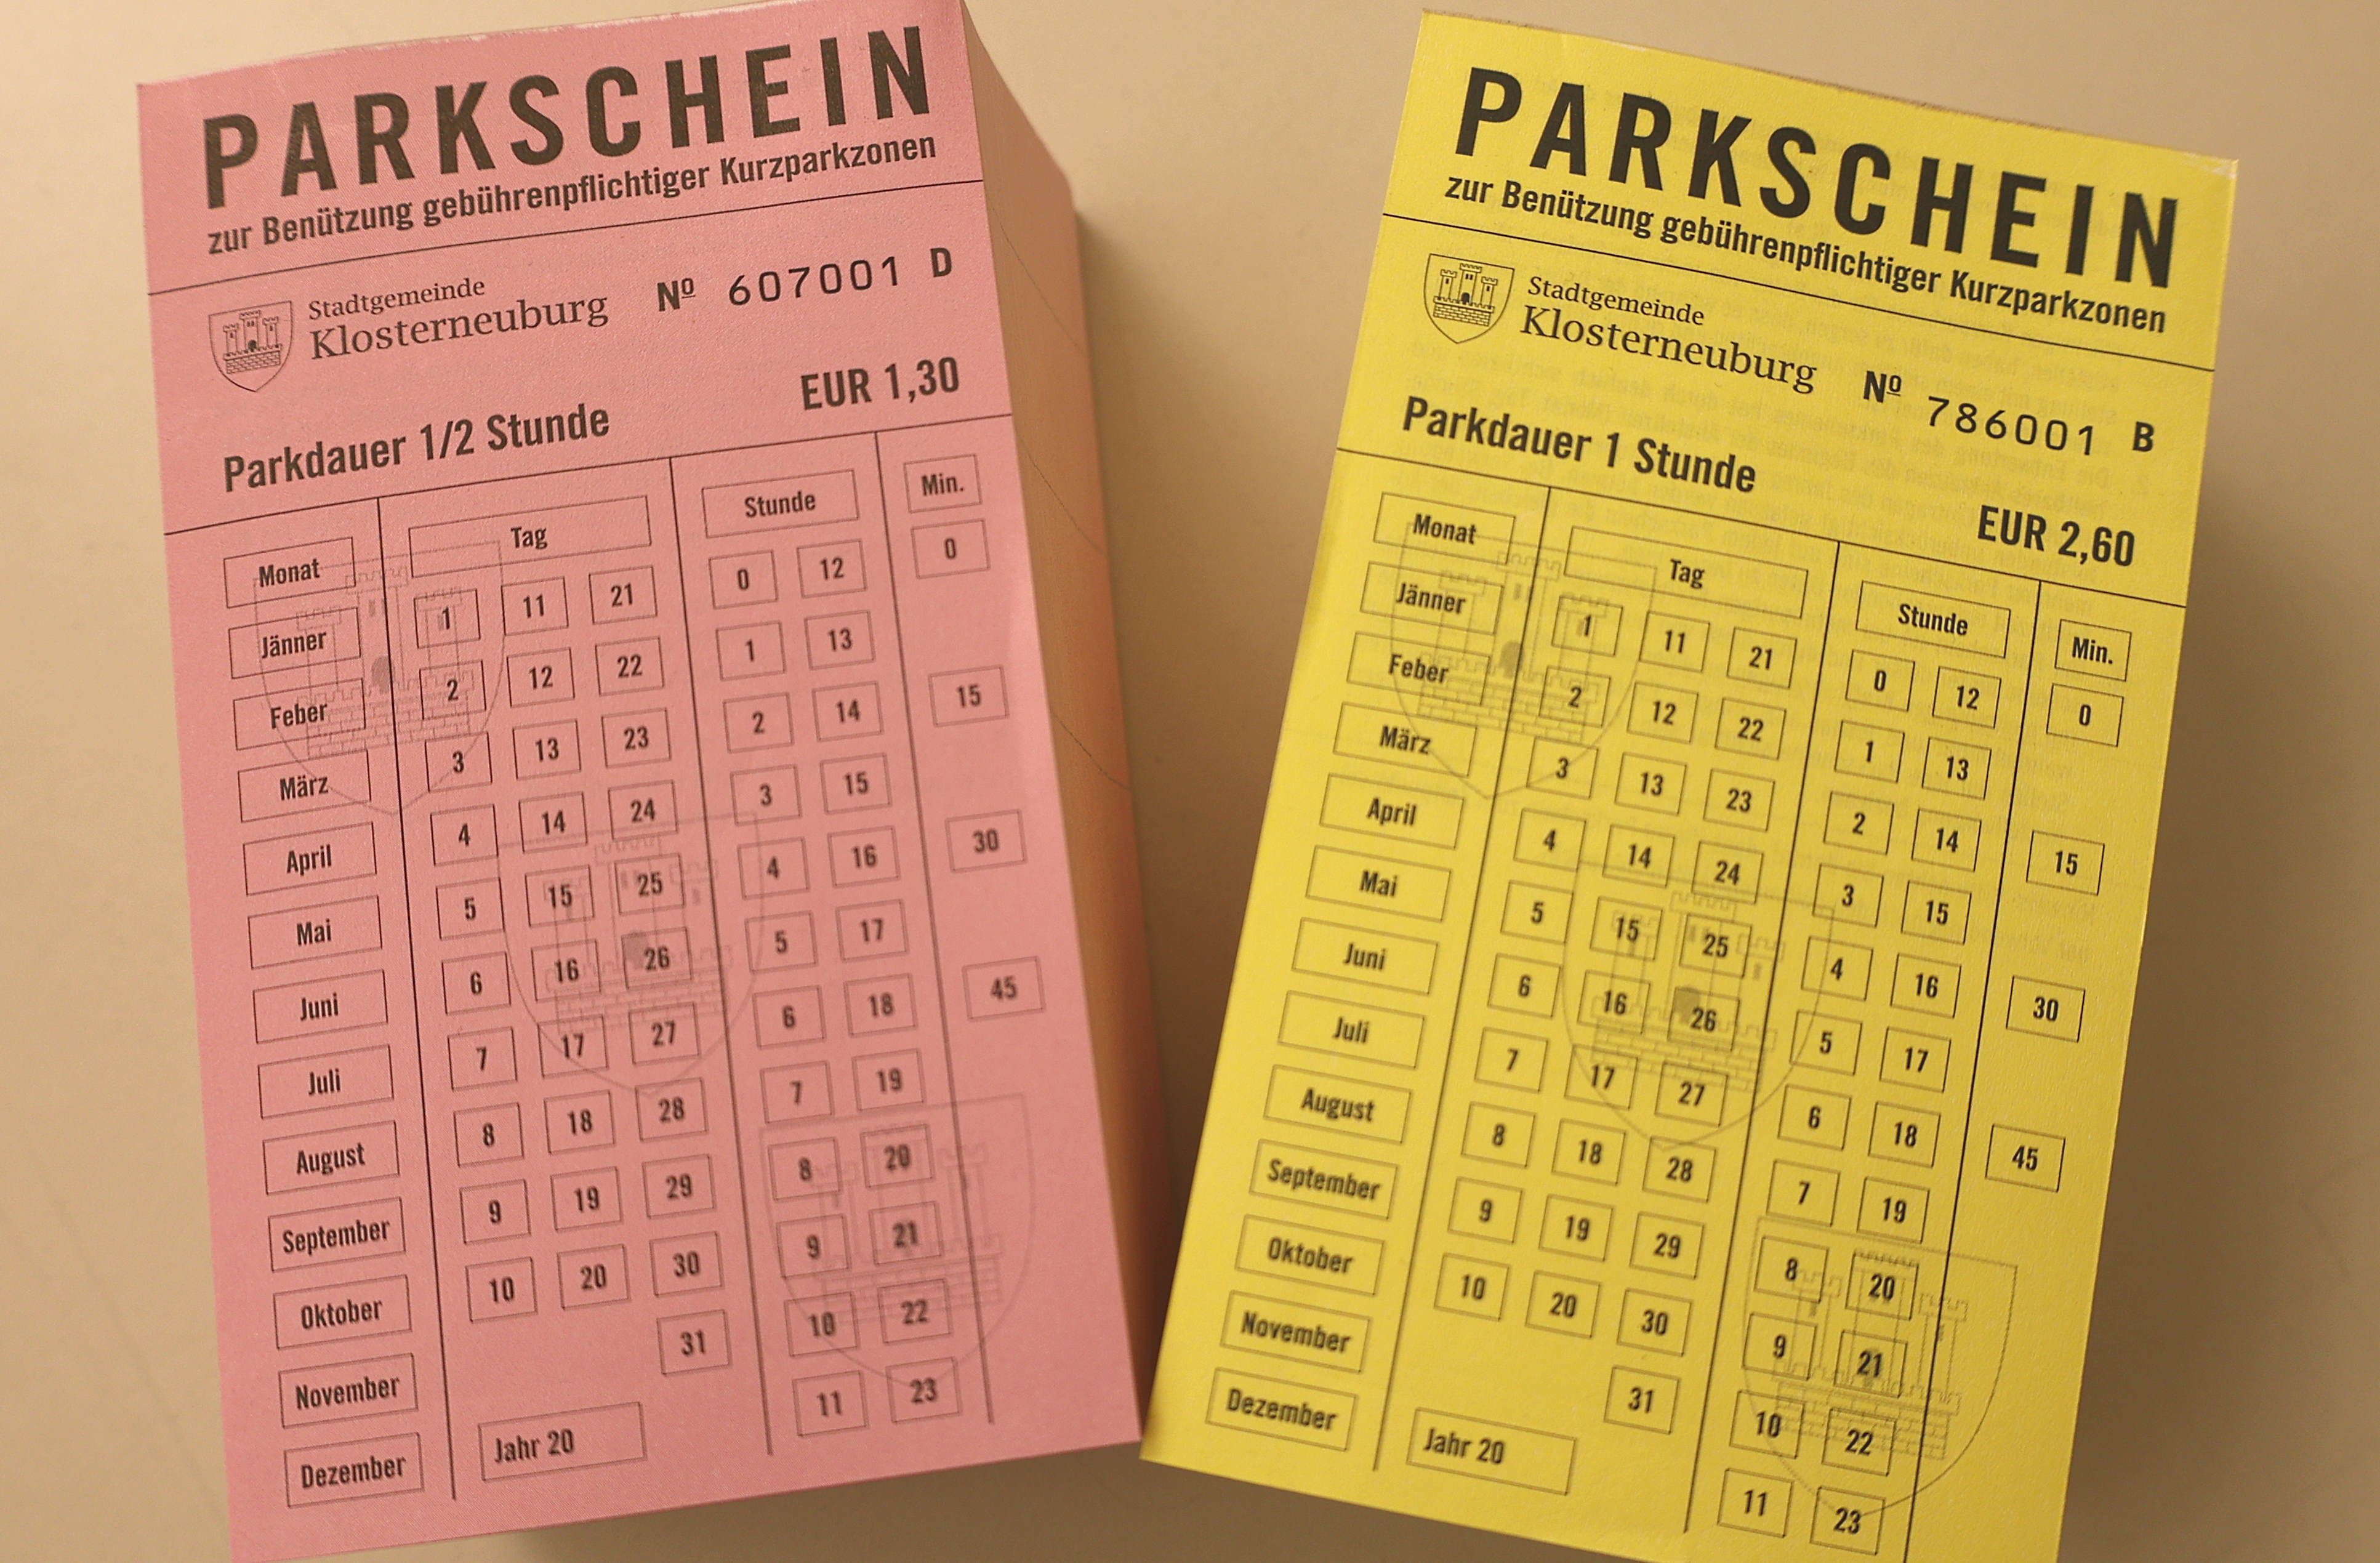 PARKSCHEIN
zur Benützung gebührenpflichtiger Kurzparkzonen
Stadtgemeinde
Klosterneuburg
Nº 607001 D
EUR 1,30
Parkdauer 1/2 Stunde
Monat Tag Stunde Min.
Jänner 1 11 21 0 12 0
Feber 2 12 22 1 13
März 3 13 23 2 14 15
April 4 14 24 3 15
Mai 5 15 25 4 16 30
Juni 6 16 26 5 17
Juli 7 17 27 6 18 45
August 8 18 28 7 19
September 9 19 29 8 20
Oktober 10 20 30 9 21
November 31 10 22
Dezember Jahr 20 11 23
PARKSCHEIN
zur Benützung gebührenpflichtiger Kurzparkzonen
Stadtgemeinde
Klosterneuburg
Nº 786001 B
Parkdauer 1 Stunde
EUR 2,60
Monat Tag Stunde Min.
Jänner 1 11 21 0 12 0
Feber 2 12 22 1 13
März 3 13 23 2 14 15
April 4 14 24 3 15
Mai 5 15 25 4 16 30
Juni 6 16 26 5 17
Juli 7 17 27 6 18 45
August 8 18 28 7 19
September 9 19 29 8 20
Oktober 10 20 30 9 21
November 31 10 22
Dezember Jahr 20 11 23